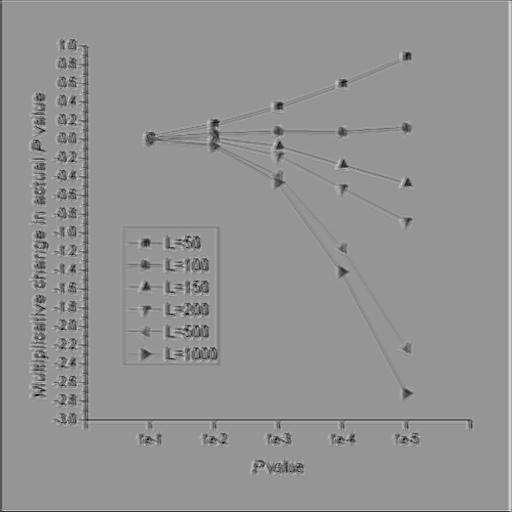 Multiplicative change in actual P value
1.0
0.8
0.6
0.4
0.2
0.0
-0.2
-0.4
-0.6
-0.8
-1.0
-1.2
-1.4
-1.6
-1.8
-2.0
-2.2
-2.4
-2.6
-2.8
-3.0
L=50
L=100
L=150
L=200
L=500
L=1000
1e-1 1e-2 1e-3 1e-4 1e-5
P value